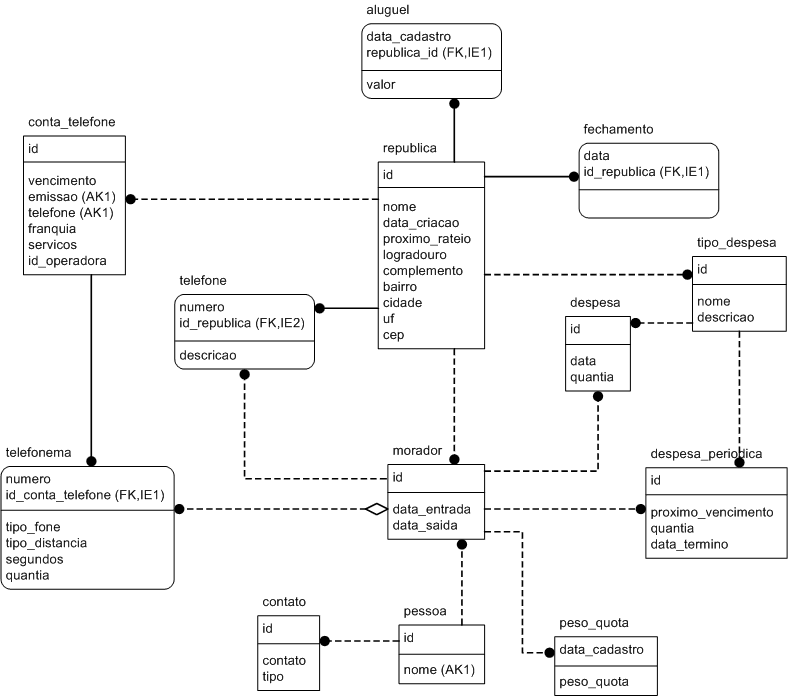 aluguel
data_cadastro
republica_id (FK,IE1)
valor
conta_telefone
id
vencimento
emissao (AK1)
telefone (AK1)
franquia
servicos
id_operadora
republica
id
nome
data_criacao
proximo_rateio
logradouro
complemento
bairro
cidade
uf
cep
fechamento
data
id_republica (FK,IE1)
tipo_despesa
id
nome
descricao
telefone
numero
id_republica (FK,IE2)
descricao
despesa
id
data
quantia
telefonema
numero
id_conta_telefone (FK,IE1)
tipo_fone
tipo_distancia
segundos
quantia
morador
id
data_entrada
data_saida
despesa_periodica
id
proximo_vencimento
quantia
data_termino
contato
id
contato
tipo
pessoa
id
nome (AK1)
peso_quota
data_cadastro
peso_quota